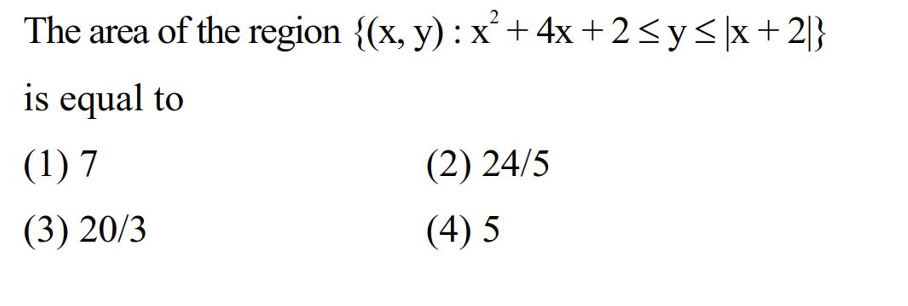 The area of the region {(x, y) : x² + 4x + 2 ≤ y ≤ |x + 2|}
is equal to
(1) 7 (2) 24/5
(3) 20/3 (4) 5